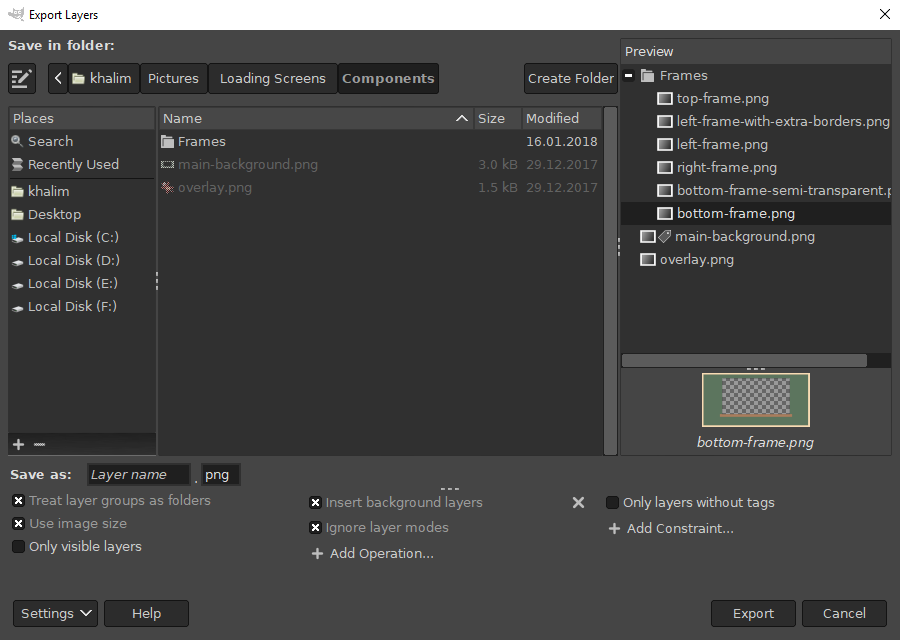 Export Layers
Save in folder:
khalim Pictures Loading Screens Components Create Folder
Places
Search
Recently Used
khalim
Desktop
Local Disk (C:)
Local Disk (D:)
Local Disk (E:)
Local Disk (F:)
Name Size Modified
Frames 16.01.2018
main-background.png 3.0 kB 29.12.2017
overlay.png 1.5 kB 29.12.2017
Preview
Frames
top-frame.png
left-frame-with-extra-borders.png
left-frame.png
right-frame.png
bottom-frame-semi-transparent.p
bottom-frame.png
main-background.png
overlay.png
bottom-frame.png
Save as: Layer name . png
Treat layer groups as folders
Use image size
Only visible layers
Insert background layers
Ignore layer modes
Add Operation...
Only layers without tags
Add Constraint...
Settings Help Export Cancel